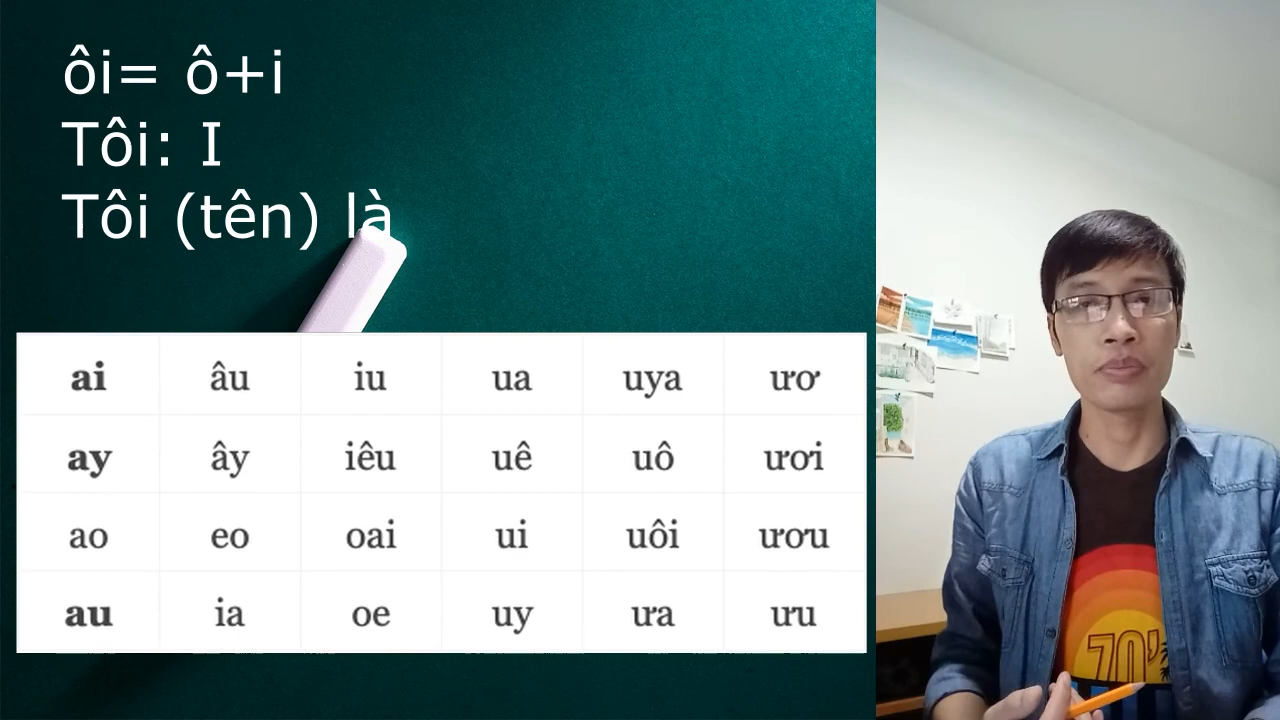 ôi= ô+i
Tôi: I
Tôi (tên) là
ai âu iu ua uya ươ
ay ây iêu uê uô ươi
ao eo oai ui uôi ươu
au ia oe uy ưa ưu
70'